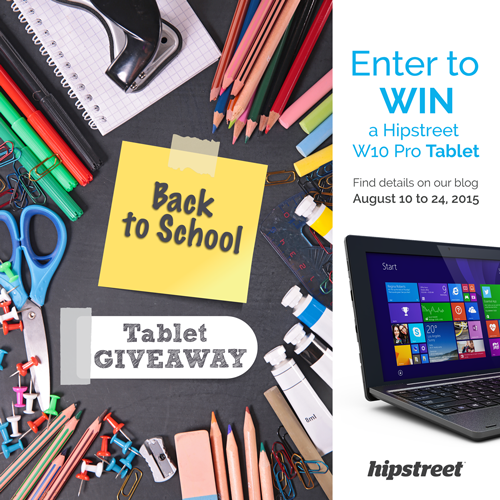 Back
to School
Tablet
GIVEAWAY
8ml
Enter to
WIN
a Hipstreet
W10 Pro Tablet
Find details on our blog
August 10 to 24, 2015
Start
hipstreet